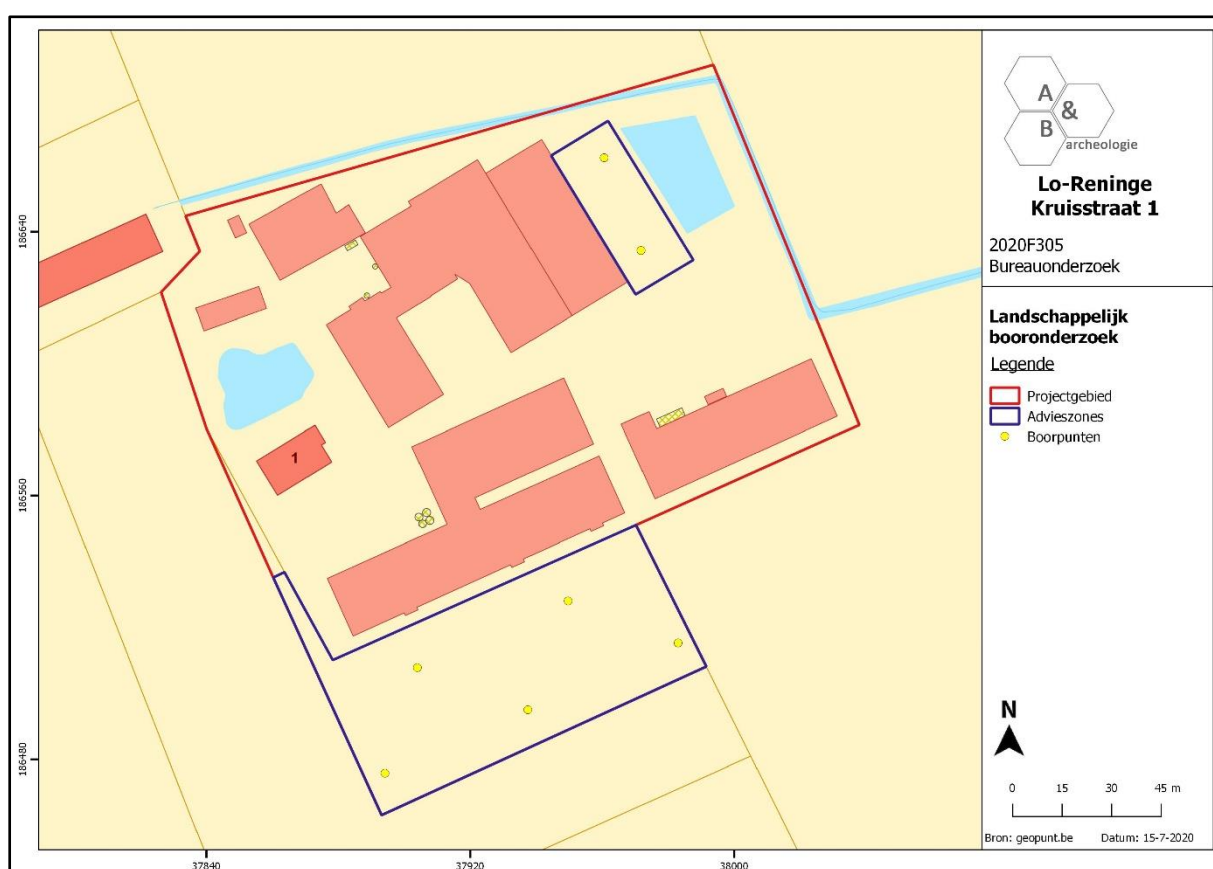 A
&
B
archeologie
Lo-Reninge
Kruisstraat 1
2020F305
Bureauonderzoek
Landschappelijk
booronderzoek
Legende
Projectgebied
Advieszones
Boorpunten
N
0 15 30 45 m
Bron: geopunt.be Datum: 15-7-2020
186640
186560
186480
37840 37920 38000
1